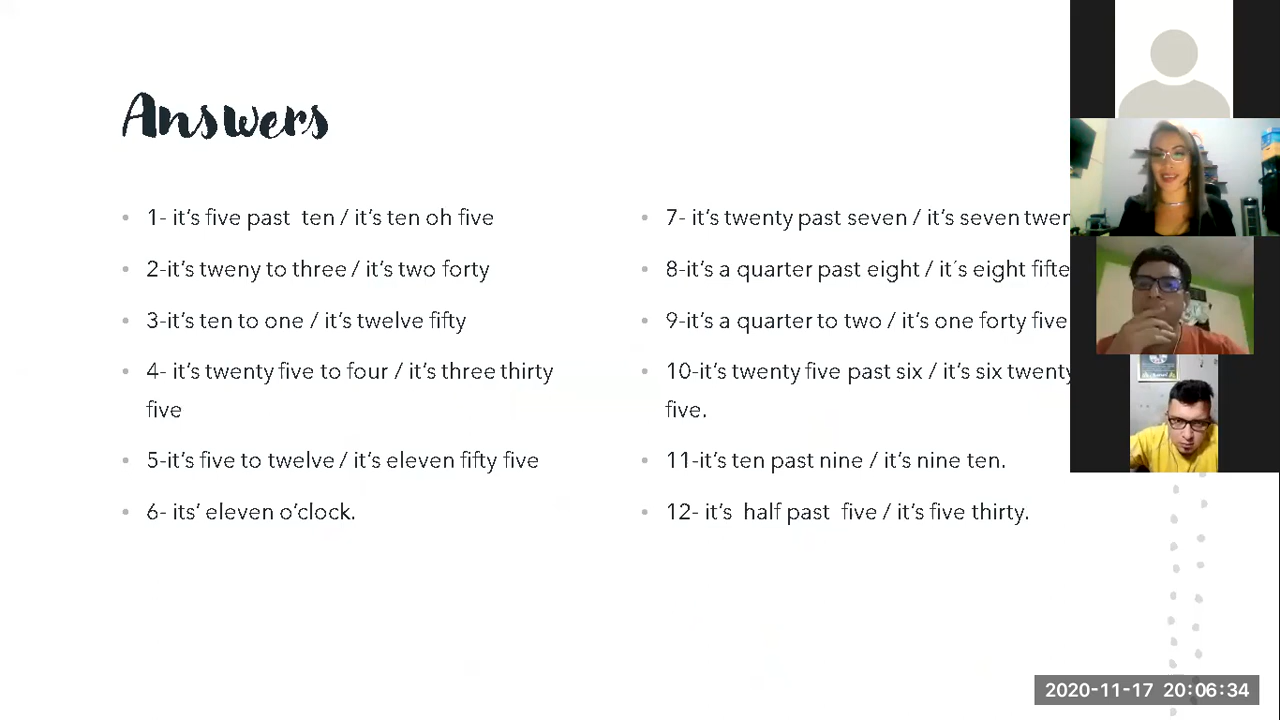 Answers
• 1- it's five past ten / it's ten oh five
• 2-it's tweny to three / it's two forty
• 3-it's ten to one / it's twelve fifty
• 4- it's twenty five to four / it's three thirty
five
• 5-it's five to twelve / it's eleven fifty five
• 6- its' eleven o'clock.
• 7- it's twenty past seven / it's seven
• 8-it's a quarter past eight / it´s eight
• 9-it's a quarter to two / it's one forty five
• 10-it's twenty five past six / it's six twenty
five.
• 11-it's ten past nine / it's nine ten.
• 12- it's half past five / it's five thirty.
2020-11-17 20:06:34